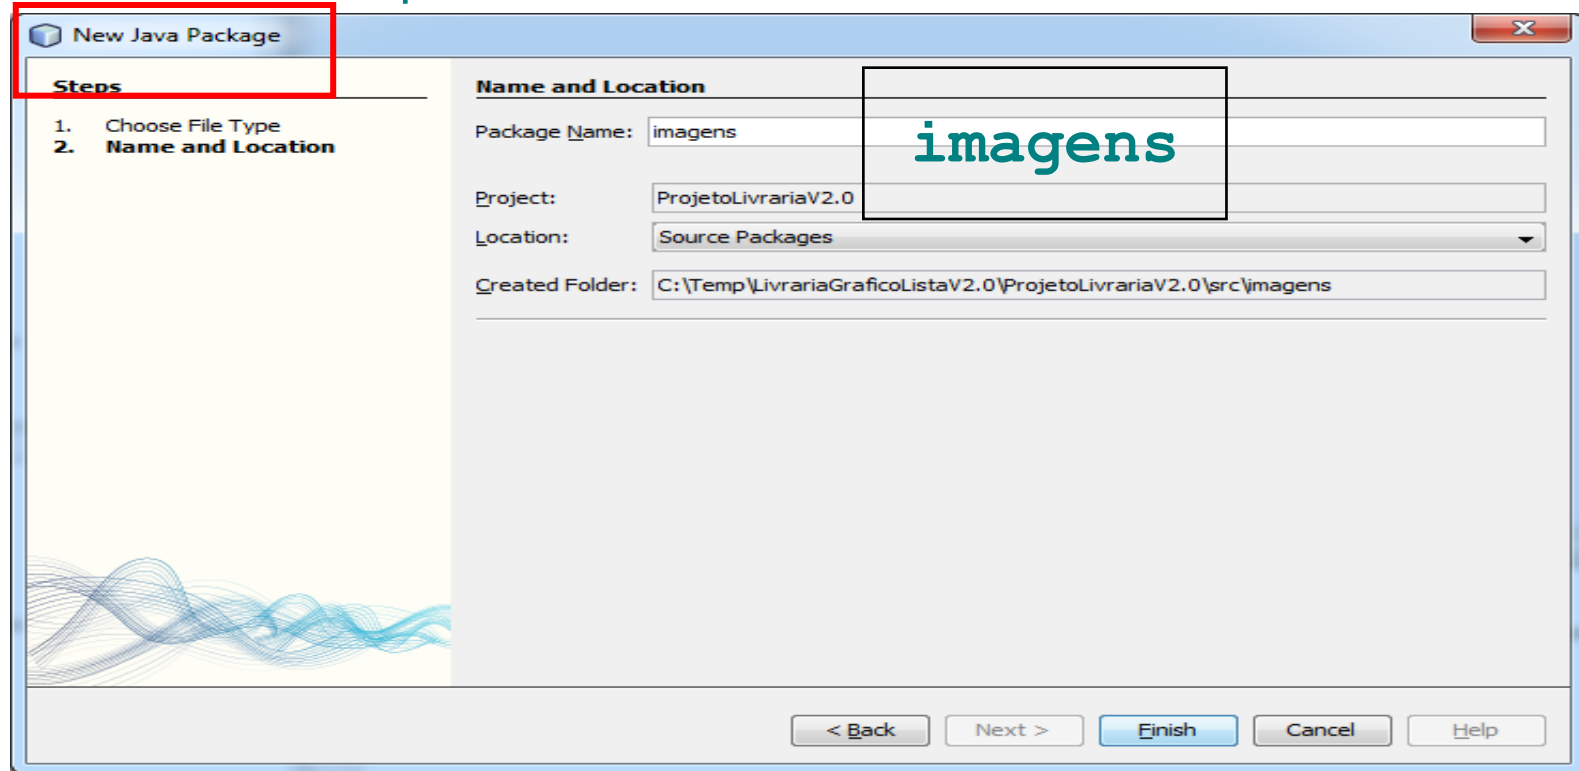 New Java Package
Steps
1. Choose File Type
2. Name and Location
Name and Location
Package Name: imagens
imagens
Project: ProjetoLivrariaV2.0
Location: Source Packages
Created Folder: C:\Temp\LivrariaGraficoListaV2.0\ProjetoLivrariaV2.0\src\imagens
< Back Next > Finish Cancel Help